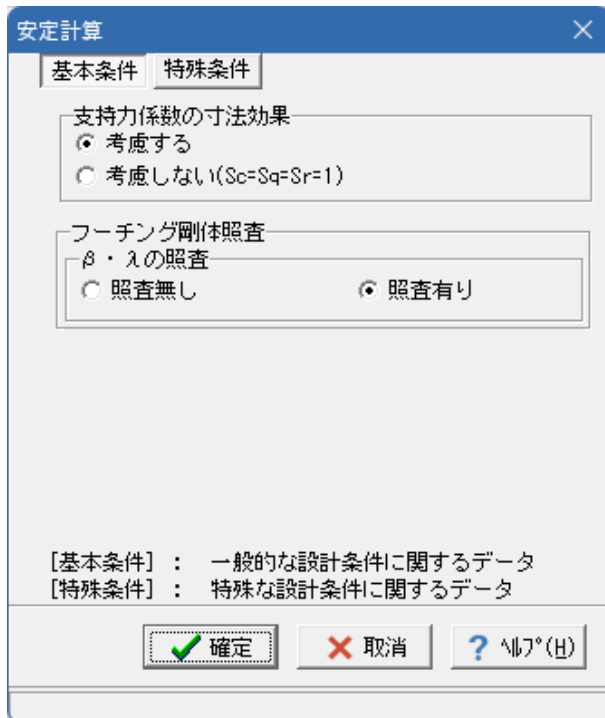 安定計算
基本条件 特殊条件
支持力係数の寸法効果
考慮する
考慮しない(Sc=Sq=Sr=1)
フーチング剛体照査
β・λの照査
照査無し 照査有り
[基本条件] : 一般的な設計条件に関するデータ
[特殊条件] : 特殊な設計条件に関するデータ
確定 取消 ? ﾍﾙﾌﾟ(H)